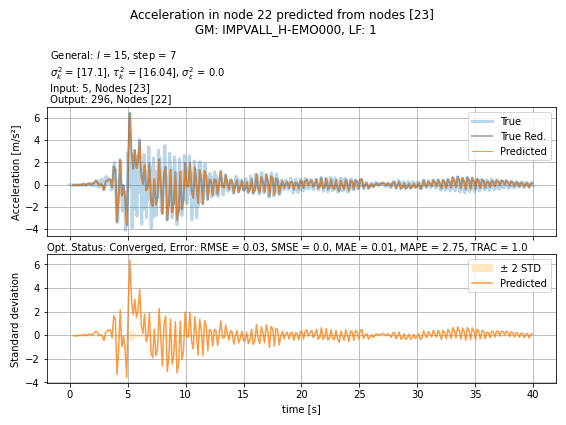 Acceleration in node 22 predicted from nodes [23]
GM: IMPVALL_H-EMO000, LF: 1
General: l = 15, step = 7
σ²ₖ = [17.1], τ²ₖ = [16.04], σ²ε = 0.0
Input: 5, Nodes [23]
Output: 296, Nodes [22]
True
True Red.
Predicted
Acceleration [m/s²]
6
4
2
0
−2
−4
Opt. Status: Converged, Error: RMSE = 0.03, SMSE = 0.0, MAE = 0.01, MAPE = 2.75, TRAC = 1.0
± 2 STD
Predicted
Standard deviation
6
4
2
0
−2
−4
0 5 10 15 20 25 30 35 40
time [s]